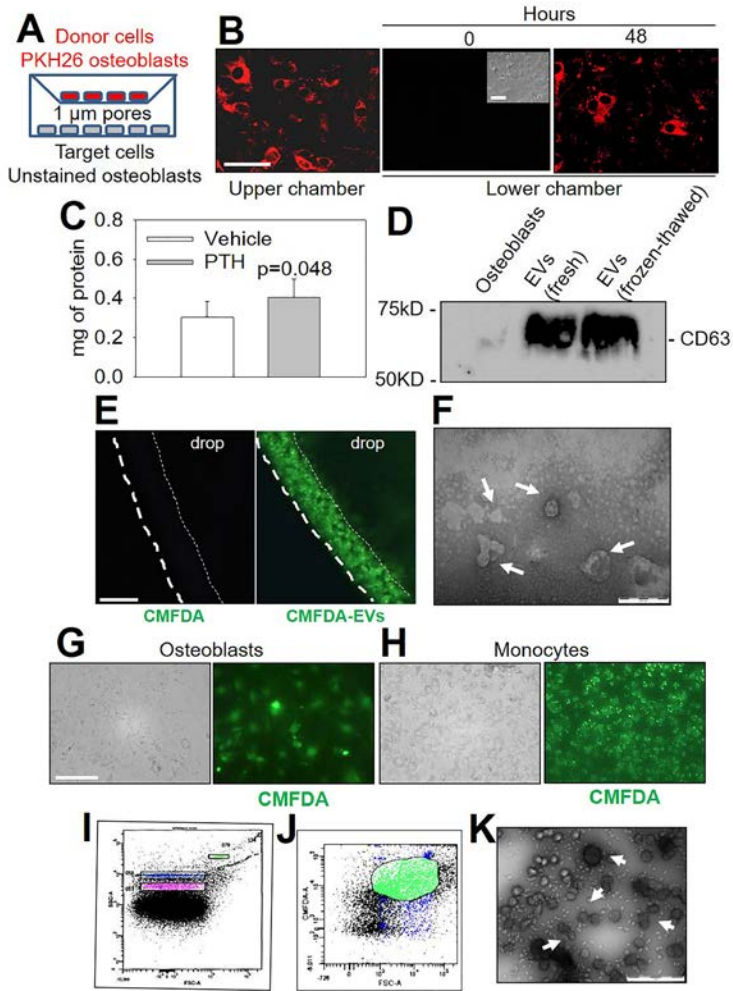 A
Donor cells
PKH26 osteoblasts
1 µm pores
Target cells
Unstained osteoblasts
B
Hours
0
48
Upper chamber
Lower chamber
C
mg of protein
0.8
0.6
0.4
0.2
0.0
Vehicle
PTH
p=0.048
D
Osteoblasts
EVs
(fresh)
EVs
(frozen-thawed)
75kD -
50KD -
- CD63
E
drop
drop
CMFDA
CMFDA-EVs
F
G
Osteoblasts
H
Monocytes
CMFDA
CMFDA
I
SSC-A
FSC-A
J
CMFDA-A
FSC-A
K